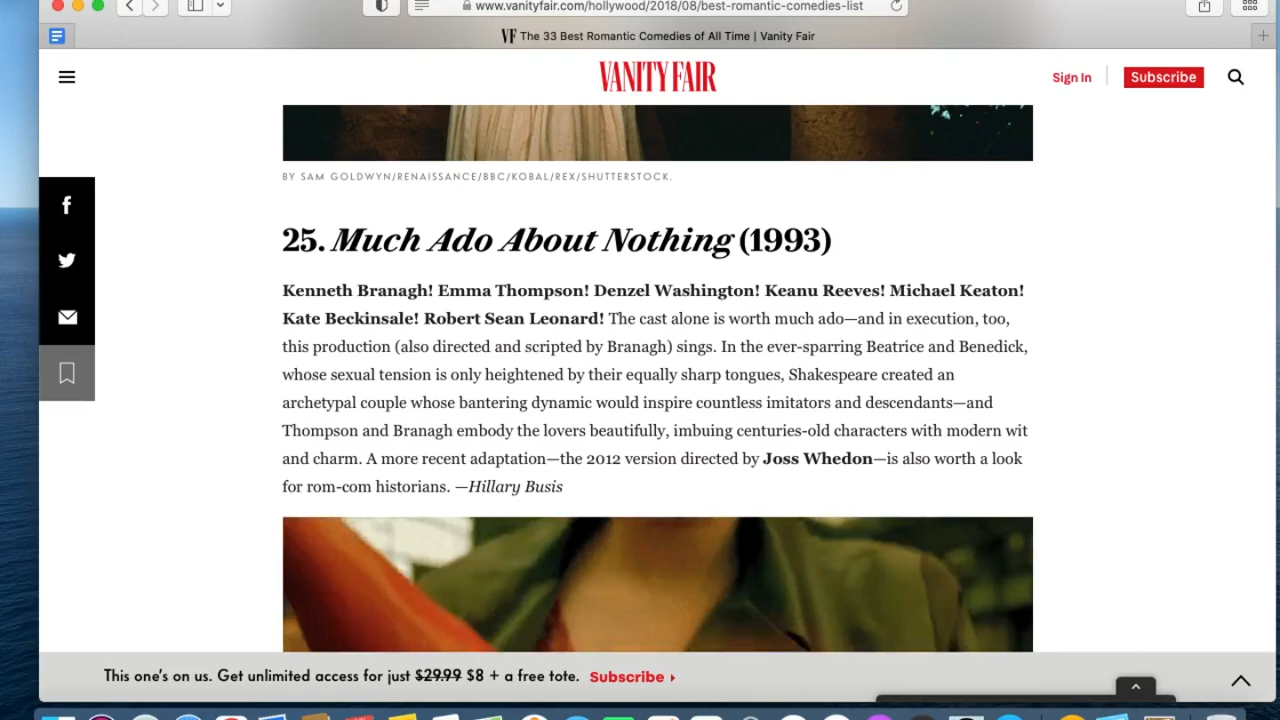 www.vanityfair.com/hollywood/2018/08/best-romantic-comedies-list
VF The 33 Best Romantic Comedies of All Time | Vanity Fair
VANITY FAIR
Sign In
Subscribe
BY SAM GOLDWYN/RENAISSANCE/BBC/KOBAL/REX/SHUTTERSTOCK.
25. Much Ado About Nothing (1993)
Kenneth Branagh! Emma Thompson! Denzel Washington! Keanu Reeves! Michael Keaton!
Kate Beckinsale! Robert Sean Leonard! The cast alone is worth much ado—and in execution, too,
this production (also directed and scripted by Branagh) sings. In the ever-sparring Beatrice and Benedick,
whose sexual tension is only heightened by their equally sharp tongues, Shakespeare created an
archetypal couple whose bantering dynamic would inspire countless imitators and descendants—and
Thompson and Branagh embody the lovers beautifully, imbuing centuries-old characters with modern wit
and charm. A more recent adaptation—the 2012 version directed by Joss Whedon—is also worth a look
for rom-com historians. —Hillary Busis
This one's on us. Get unlimited access for just $29.99 $8 + a free tote. Subscribe